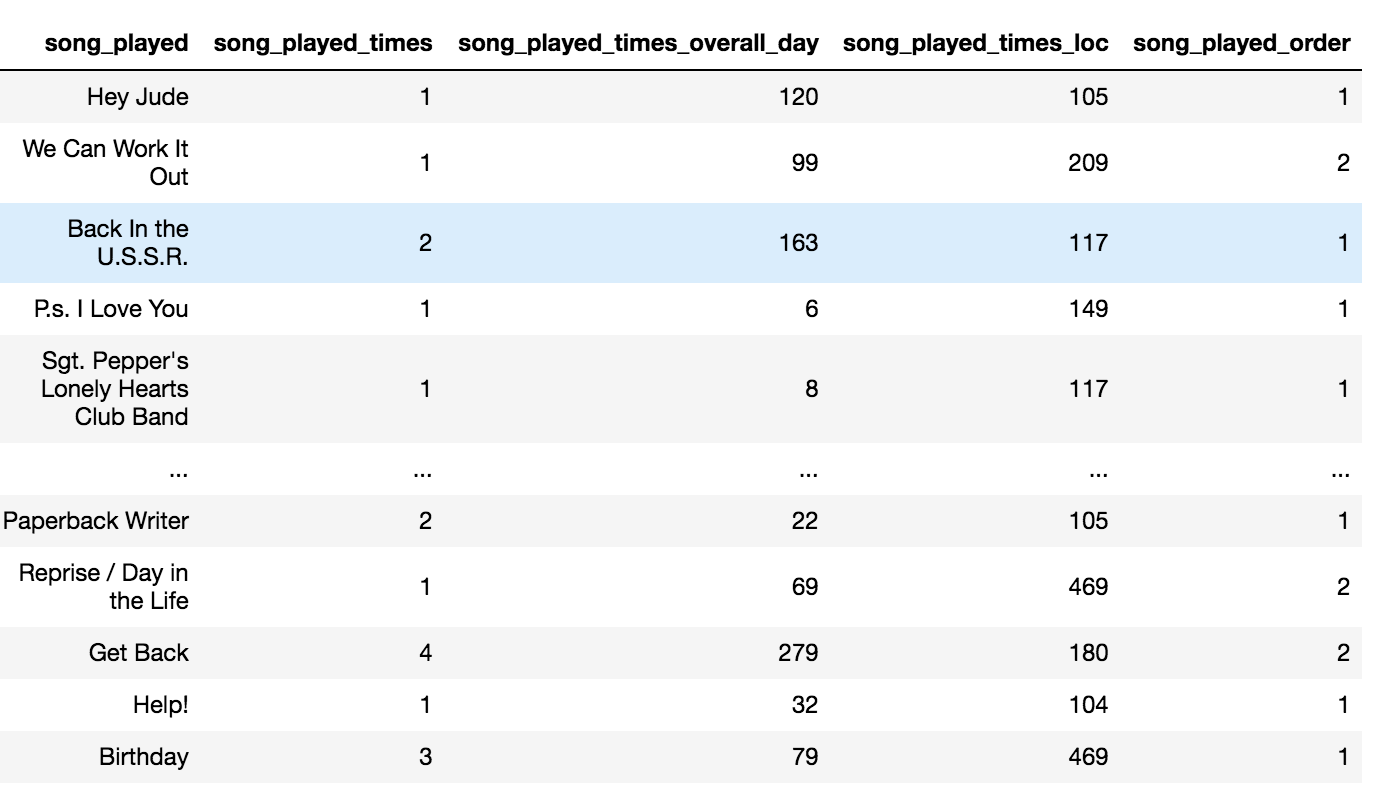 song_played song_played_times song_played_times_overall_day song_played_times_loc song_played_order
Hey Jude 1 120 105 1
We Can Work It
Out 1 99 209 2
Back In the
U.S.S.R. 2 163 117 1
P.s. I Love You 1 6 149 1
Sgt. Pepper's
Lonely Hearts 1 8 117 1
Club Band
... ... ... ... ...
Paperback Writer 2 22 105 1
Reprise / Day in
the Life 1 69 469 2
Get Back 4 279 180 2
Help! 1 32 104 1
Birthday 3 79 469 1